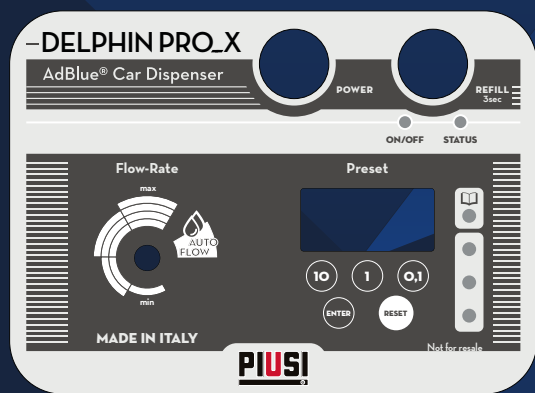 DELPHIN PRO_X
AdBlue® Car Dispenser
POWER
REFILL
3sec
ON/OFF
STATUS
Flow-Rate
Preset
max
AUTO
FLOW
min
10
1
0,1
ENTER
RESET
MADE IN ITALY
Not for resale
PIUSI®